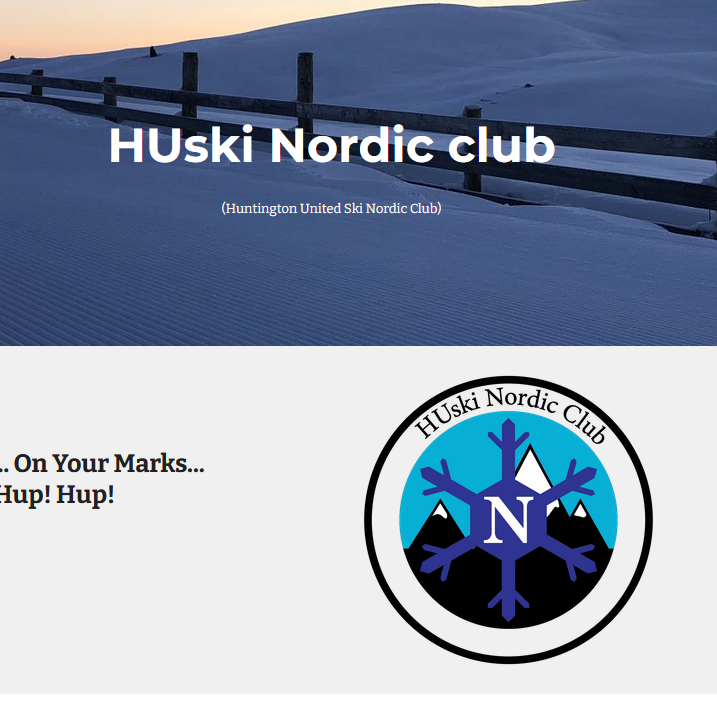 HUski Nordic club
(Huntington United Ski Nordic Club)
HUski Nordic Club
.. On Your Marks...
Hup! Hup!
N